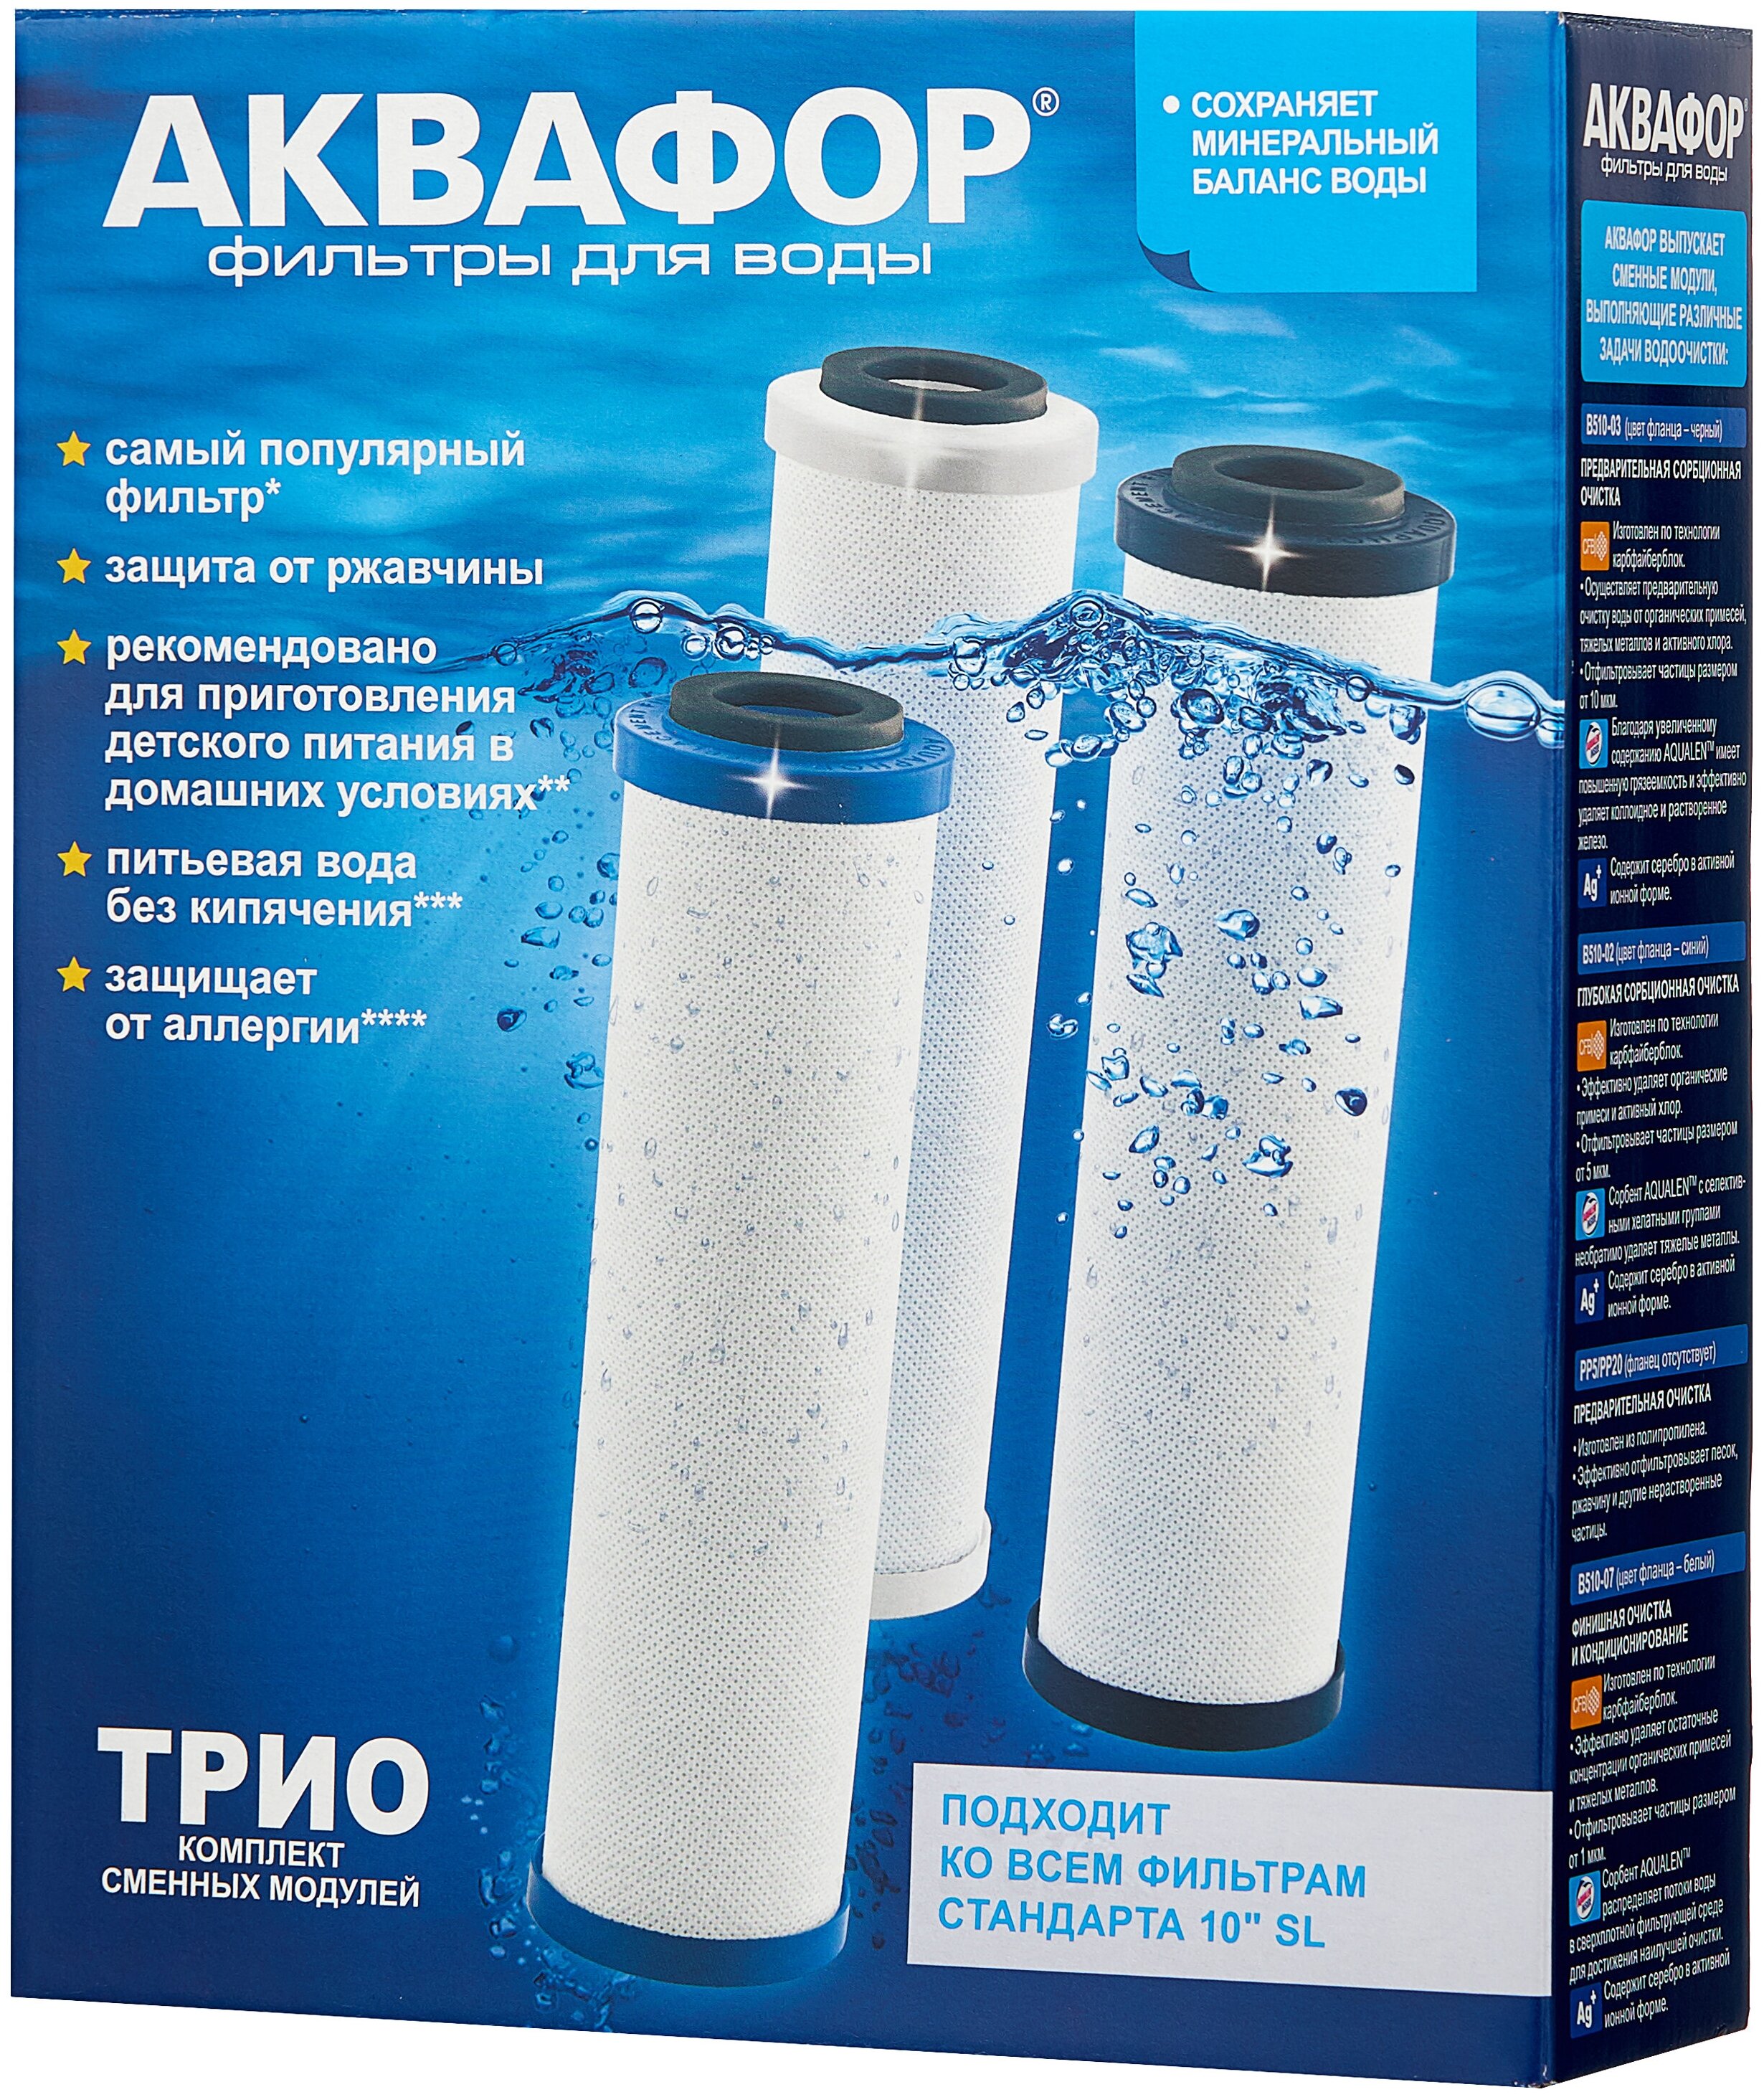 АКВАФОР®
фильтры для воды
• СОХРАНЯЕТ
МИНЕРАЛЬНЫЙ
БАЛАНС ВОДЫ
самый популярный
фильтр*
защита от ржавчины
рекомендовано
для приготовления
детского питания в
домашних условиях**
питьевая вода
без кипячения***
защищает
от аллергии****
ТРИО
КОМПЛЕКТ
СМЕННЫХ МОДУЛЕЙ
ПОДХОДИТ
КО ВСЕМ ФИЛЬТРАМ
СТАНДАРТА 10" SL
АКВАФОР®
фильтры для воды
АКВАФОР ВЫПУСКАЕТ
СМЕННЫЕ МОДУЛИ,
ВЫПОЛНЯЮЩИЕ РАЗЛИЧНЫЕ
ЗАДАЧИ ВОДООЧИСТКИ:
B510-03 (цвет фланца – черный)
ПРЕДВАРИТЕЛЬНАЯ СОРБЦИОННАЯ
ОЧИСТКА
CFB
Изготовлен по технологии
карбфайберблок.
• Осуществляет предварительную
очистку воды от органических примесей,
тяжелых металлов и активного хлора.
• Отфильтровывает частицы размером
от 10 мкм.
Благодаря увеличенному
содержанию AQUALEN™ имеет
повышенную грязеемкость и эффективно
удаляет коллоидное и растворенное
железо.
Ag+
Содержит серебро в активной
ионной форме.
B510-02 (цвет фланца – синий)
ГЛУБОКАЯ СОРБЦИОННАЯ ОЧИСТКА
CFB
Изготовлен по технологии
карбфайберблок.
• Эффективно удаляет органические
примеси и активный хлор.
• Отфильтровывает частицы размером
от 5 мкм.
Сорбент AQUALEN™ с селектив-
ными хелатными группами
необратимо удаляет тяжелые металлы.
Ag+
Содержит серебро в активной
ионной форме.
PP5/PP20 (фланец отсутствует)
ПРЕДВАРИТЕЛЬНАЯ ОЧИСТКА
• Изготовлен из полипропилена.
• Эффективно отфильтровывает песок,
ржавчину и другие нерастворенные
частицы.
B510-07 (цвет фланца – белый)
ФИНИШНАЯ ОЧИСТКА
И КОНДИЦИОНИРОВАНИЕ
CFB
Изготовлен по технологии
карбфайберблок.
• Эффективно удаляет остаточные
концентрации органических примесей
и тяжелых металлов.
• Отфильтровывает частицы размером
от 1 мкм.
Сорбент AQUALEN™
распределяет потоки воды
в сверхплотной фильтрующей среде
для достижения наилучшей очистки.
Ag+
Содержит серебро в активной
ионной форме.